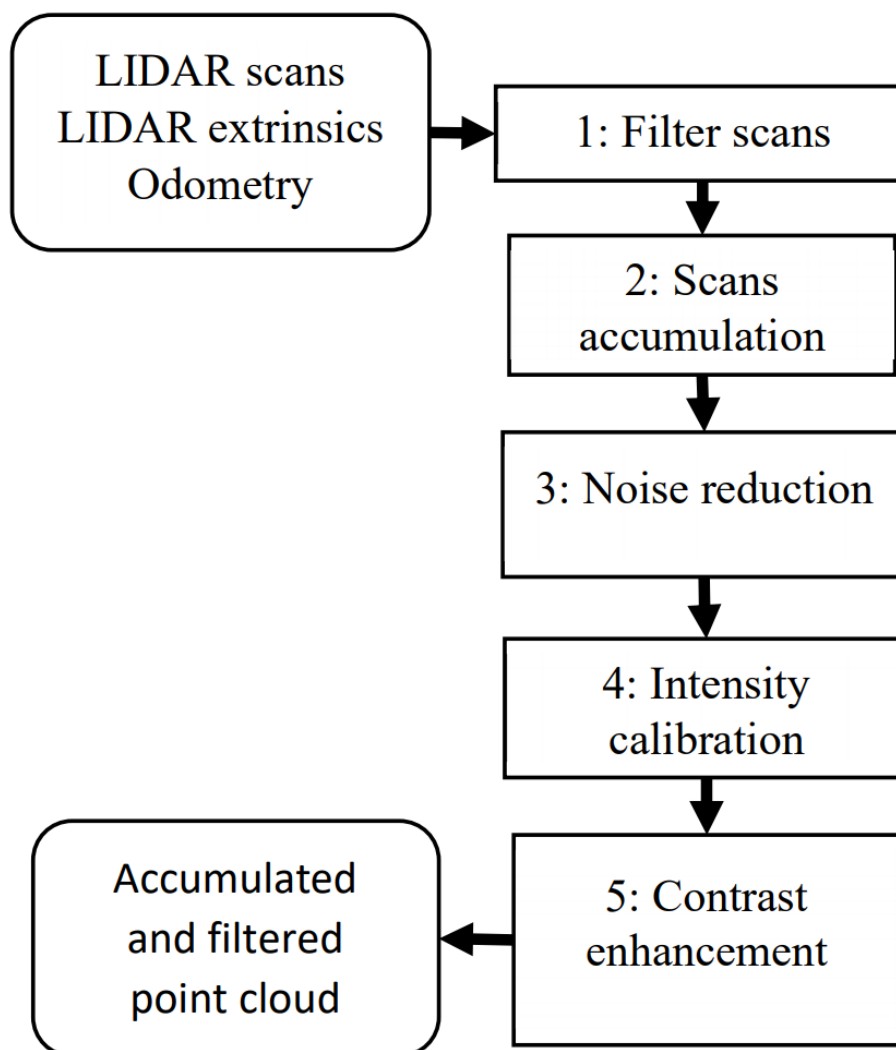 LIDAR scans
LIDAR extrinsics
Odometry
1: Filter scans
2: Scans
accumulation
3: Noise reduction
4: Intensity
calibration
5: Contrast
enhancement
Accumulated
and filtered
point cloud